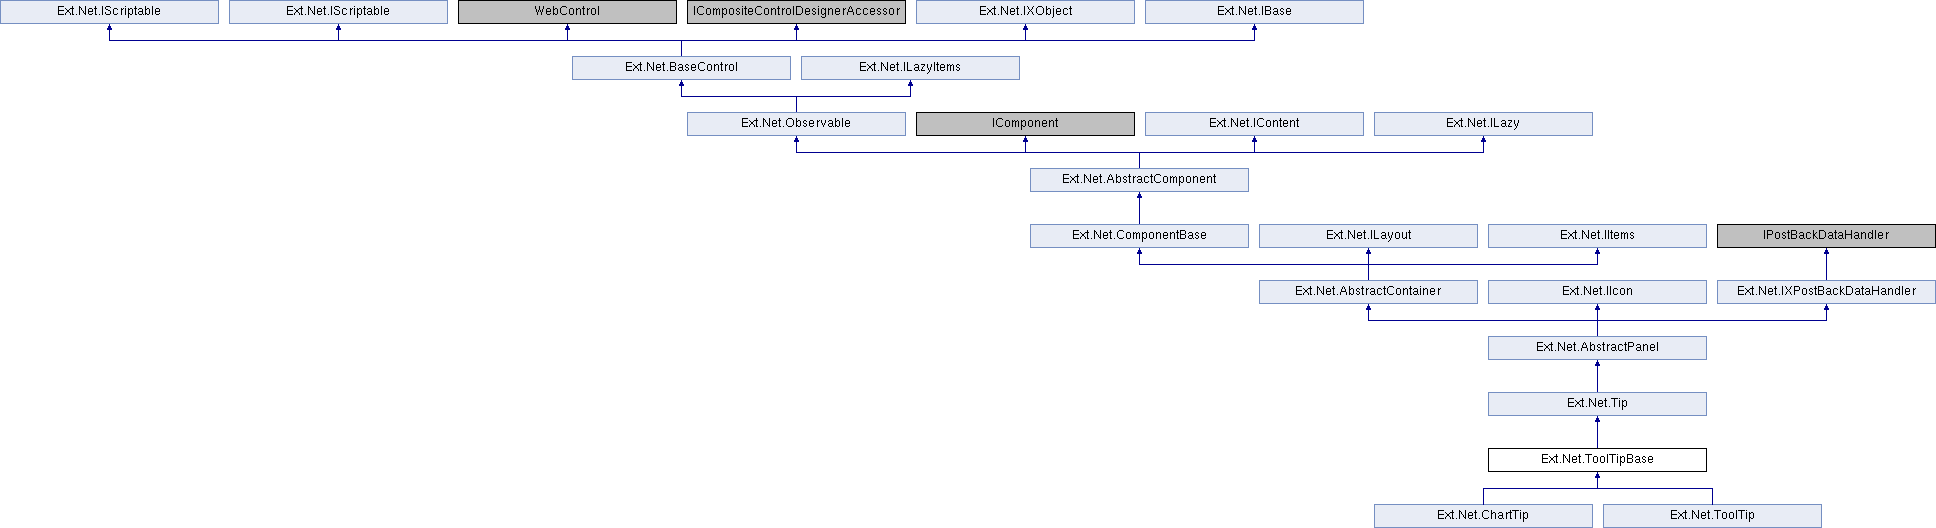 Ext.Net.IScriptable
Ext.Net.IScriptable
WebControl
ICompositeControlDesignerAccessor
Ext.Net.IXObject
Ext.Net.IBase
Ext.Net.BaseControl
Ext.Net.ILazyItems
Ext.Net.Observable
IComponent
Ext.Net.IContent
Ext.Net.ILazy
Ext.Net.AbstractComponent
Ext.Net.ComponentBase
Ext.Net.ILayout
Ext.Net.IItems
IPostBackDataHandler
Ext.Net.AbstractContainer
Ext.Net.IIcon
Ext.Net.IXPostBackDataHandler
Ext.Net.AbstractPanel
Ext.Net.Tip
Ext.Net.ToolTipBase
Ext.Net.ChartTip
Ext.Net.ToolTip